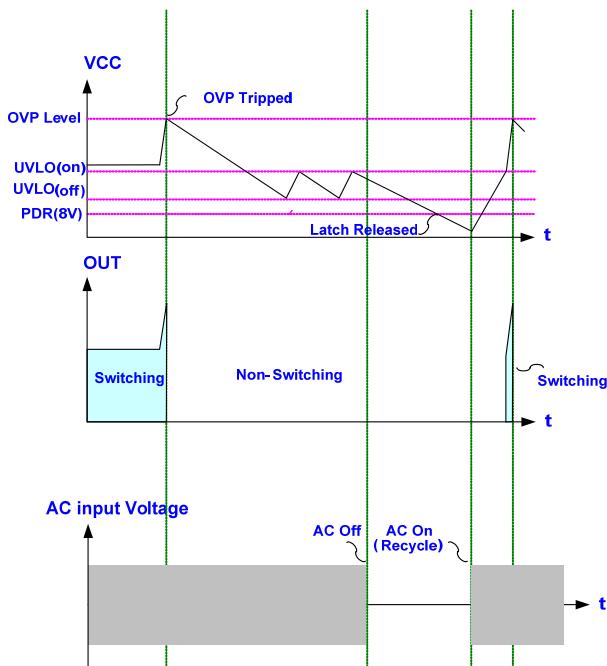 VCC
OVP Tripped
OVP Level
UVLO(on)
UVLO(off)
PDR(8V)
Latch Released
t
OUT
Switching
Non-Switching
Switching
t
AC input Voltage
AC Off
AC On
(Recycle)
t